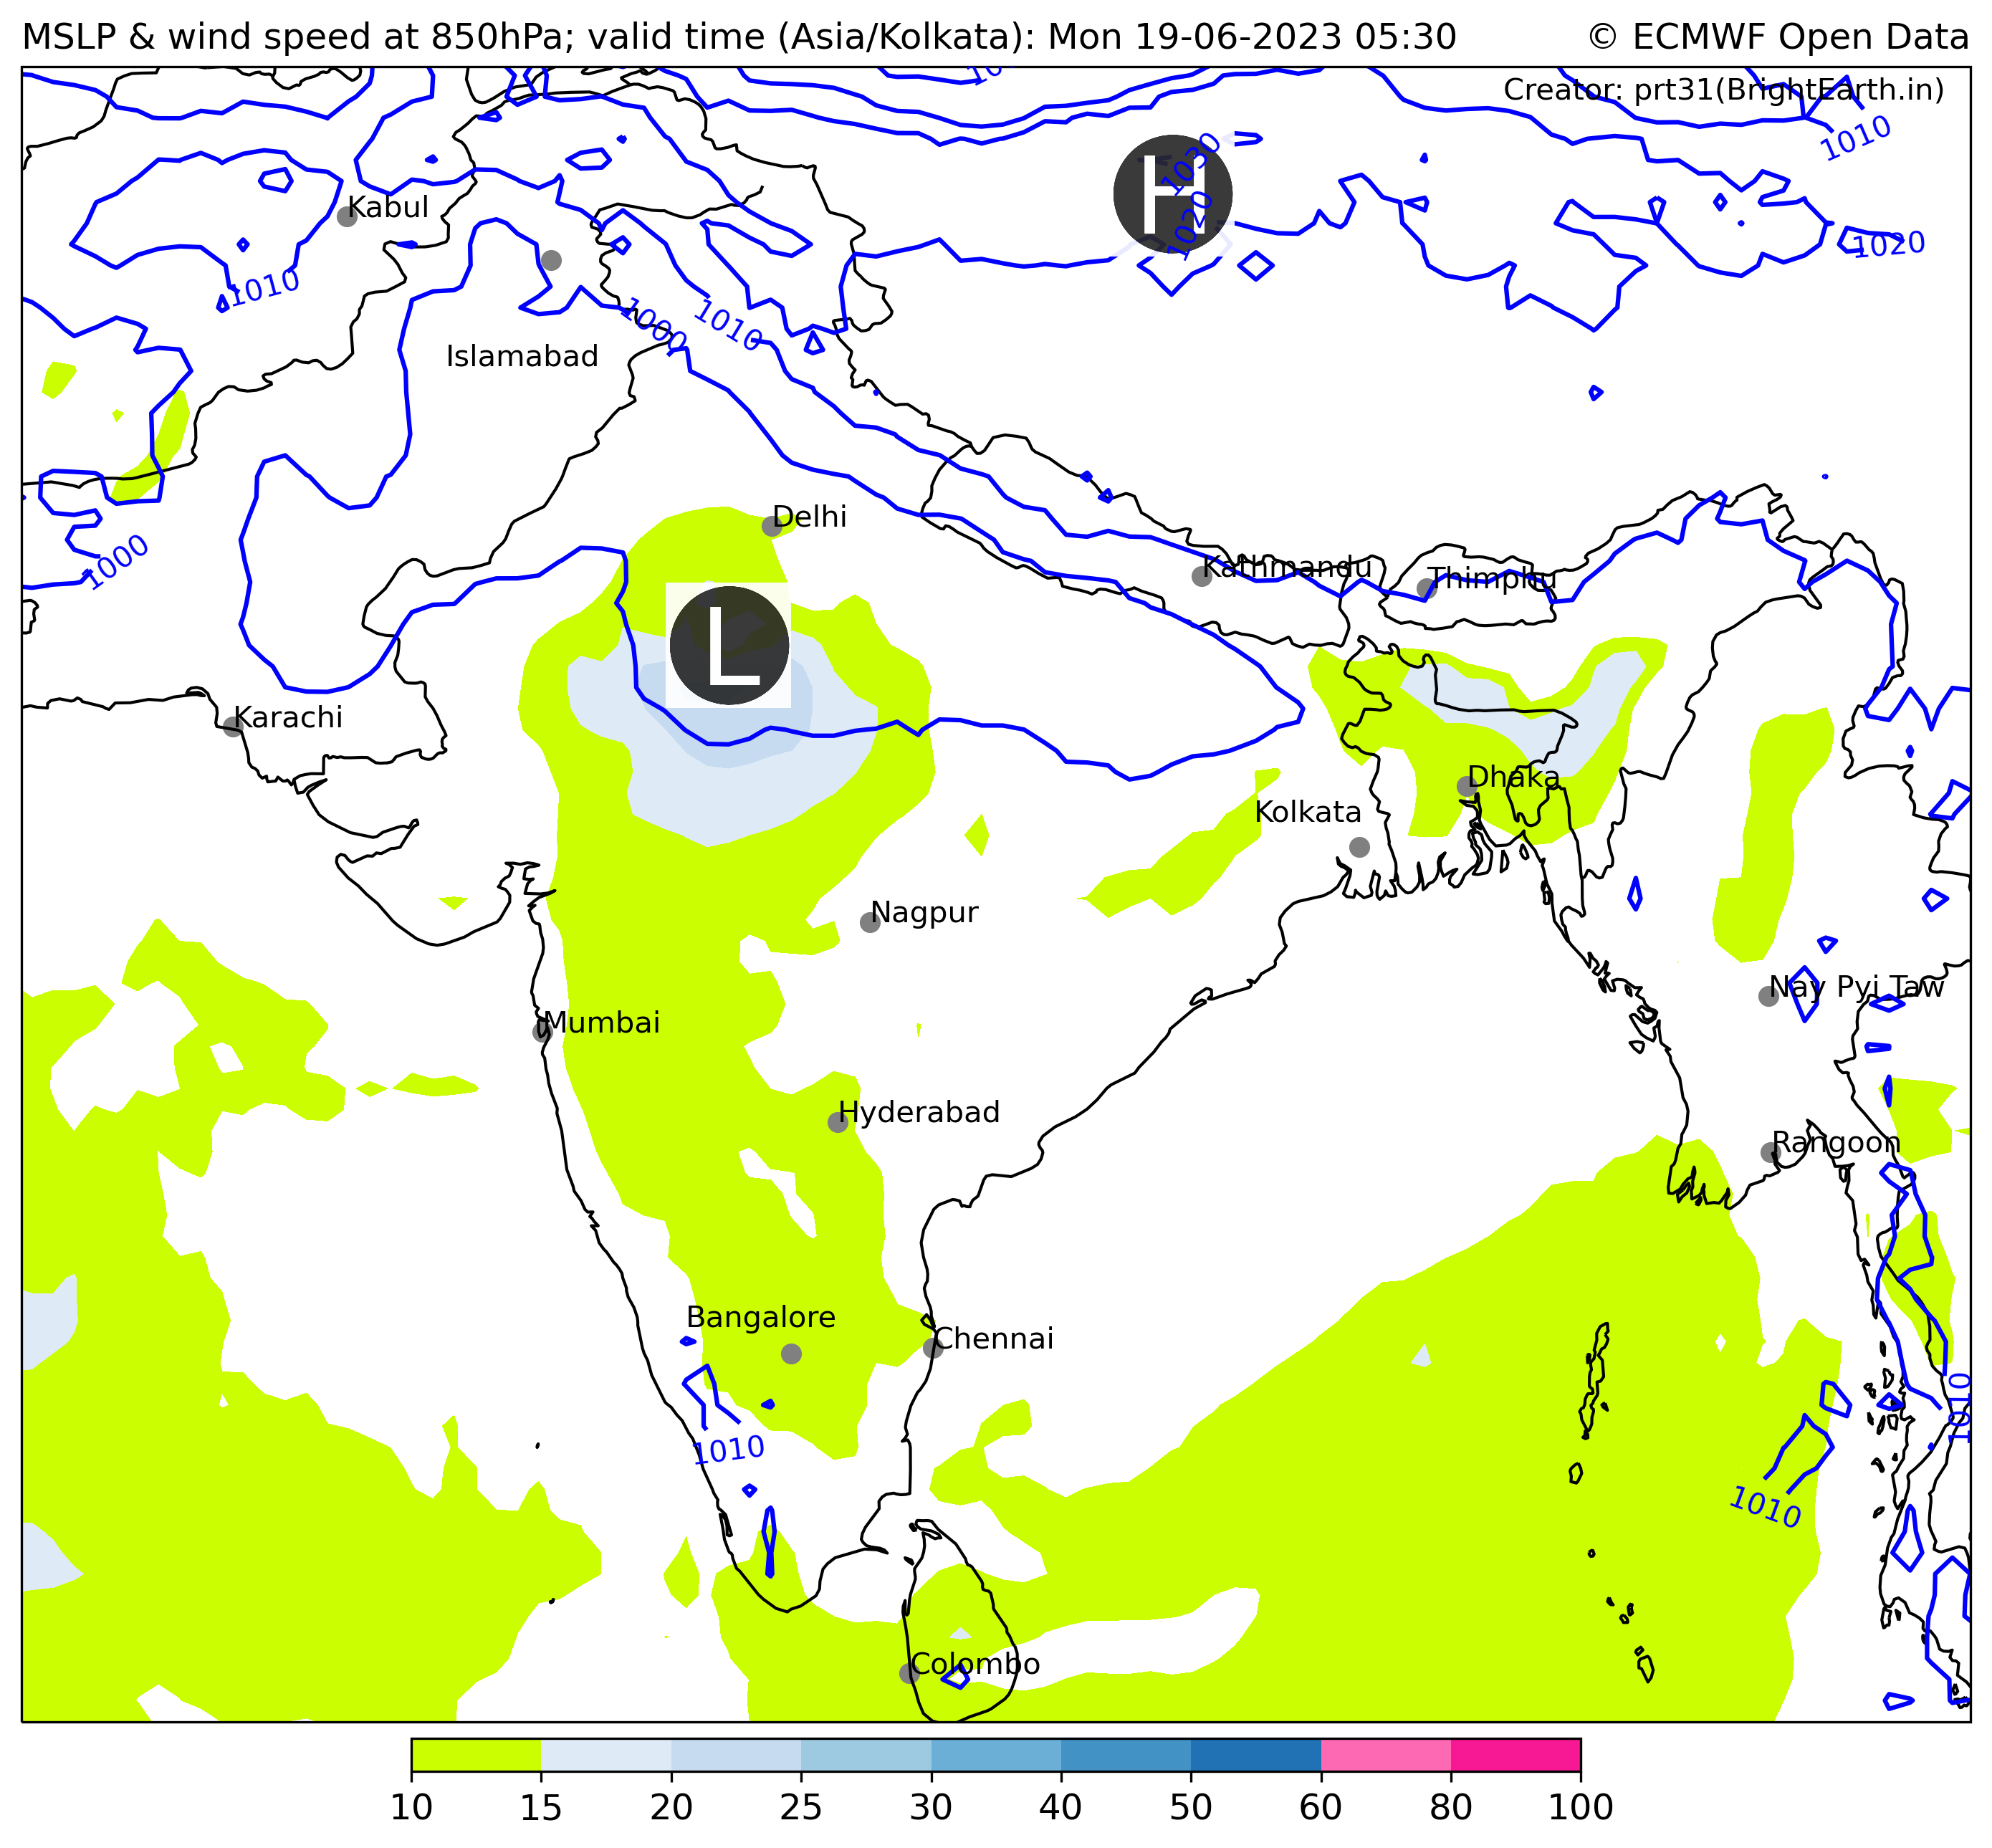 MSLP & wind speed at 850hPa; valid time (Asia/Kolkata): Mon 19-06-2023 05:30
© ECMWF Open Data
Creator: prt31(BrightEarth.in)
1010
1030
H
1020
1020
Kabul
1010
1000
1010
Islamabad
Delhi
1000
Kathmandu
Thimphu
L
Karachi
Dhaka
Kolkata
Nagpur
Nay Pyi Taw
Mumbai
Hyderabad
Rangoon
Bangalore
Chennai
1010
1010
1010
Colombo
10 15 20 25 30 40 50 60 80 100